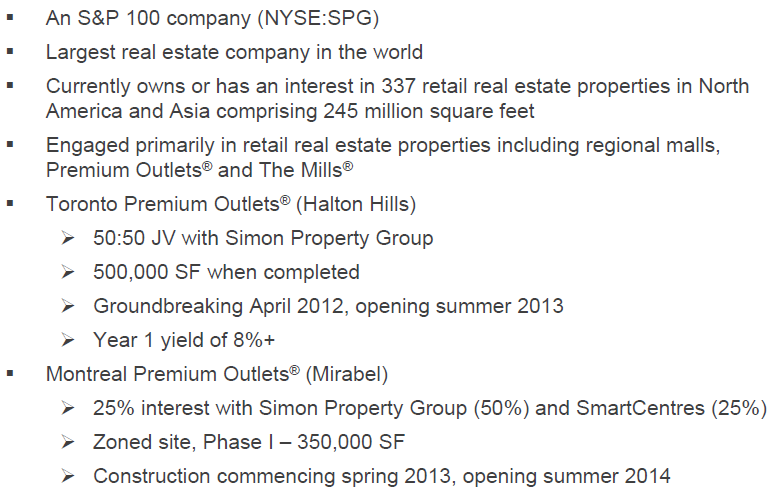 ▪ An S&P 100 company (NYSE:SPG)
▪ Largest real estate company in the world
▪ Currently owns or has an interest in 337 retail real estate properties in North
America and Asia comprising 245 million square feet
▪ Engaged primarily in retail real estate properties including regional malls,
Premium Outlets® and The Mills®
▪ Toronto Premium Outlets® (Halton Hills)
➢ 50:50 JV with Simon Property Group
➢ 500,000 SF when completed
➢ Groundbreaking April 2012, opening summer 2013
➢ Year 1 yield of 8%+
▪ Montreal Premium Outlets® (Mirabel)
➢ 25% interest with Simon Property Group (50%) and SmartCentres (25%)
➢ Zoned site, Phase I – 350,000 SF
➢ Construction commencing spring 2013, opening summer 2014